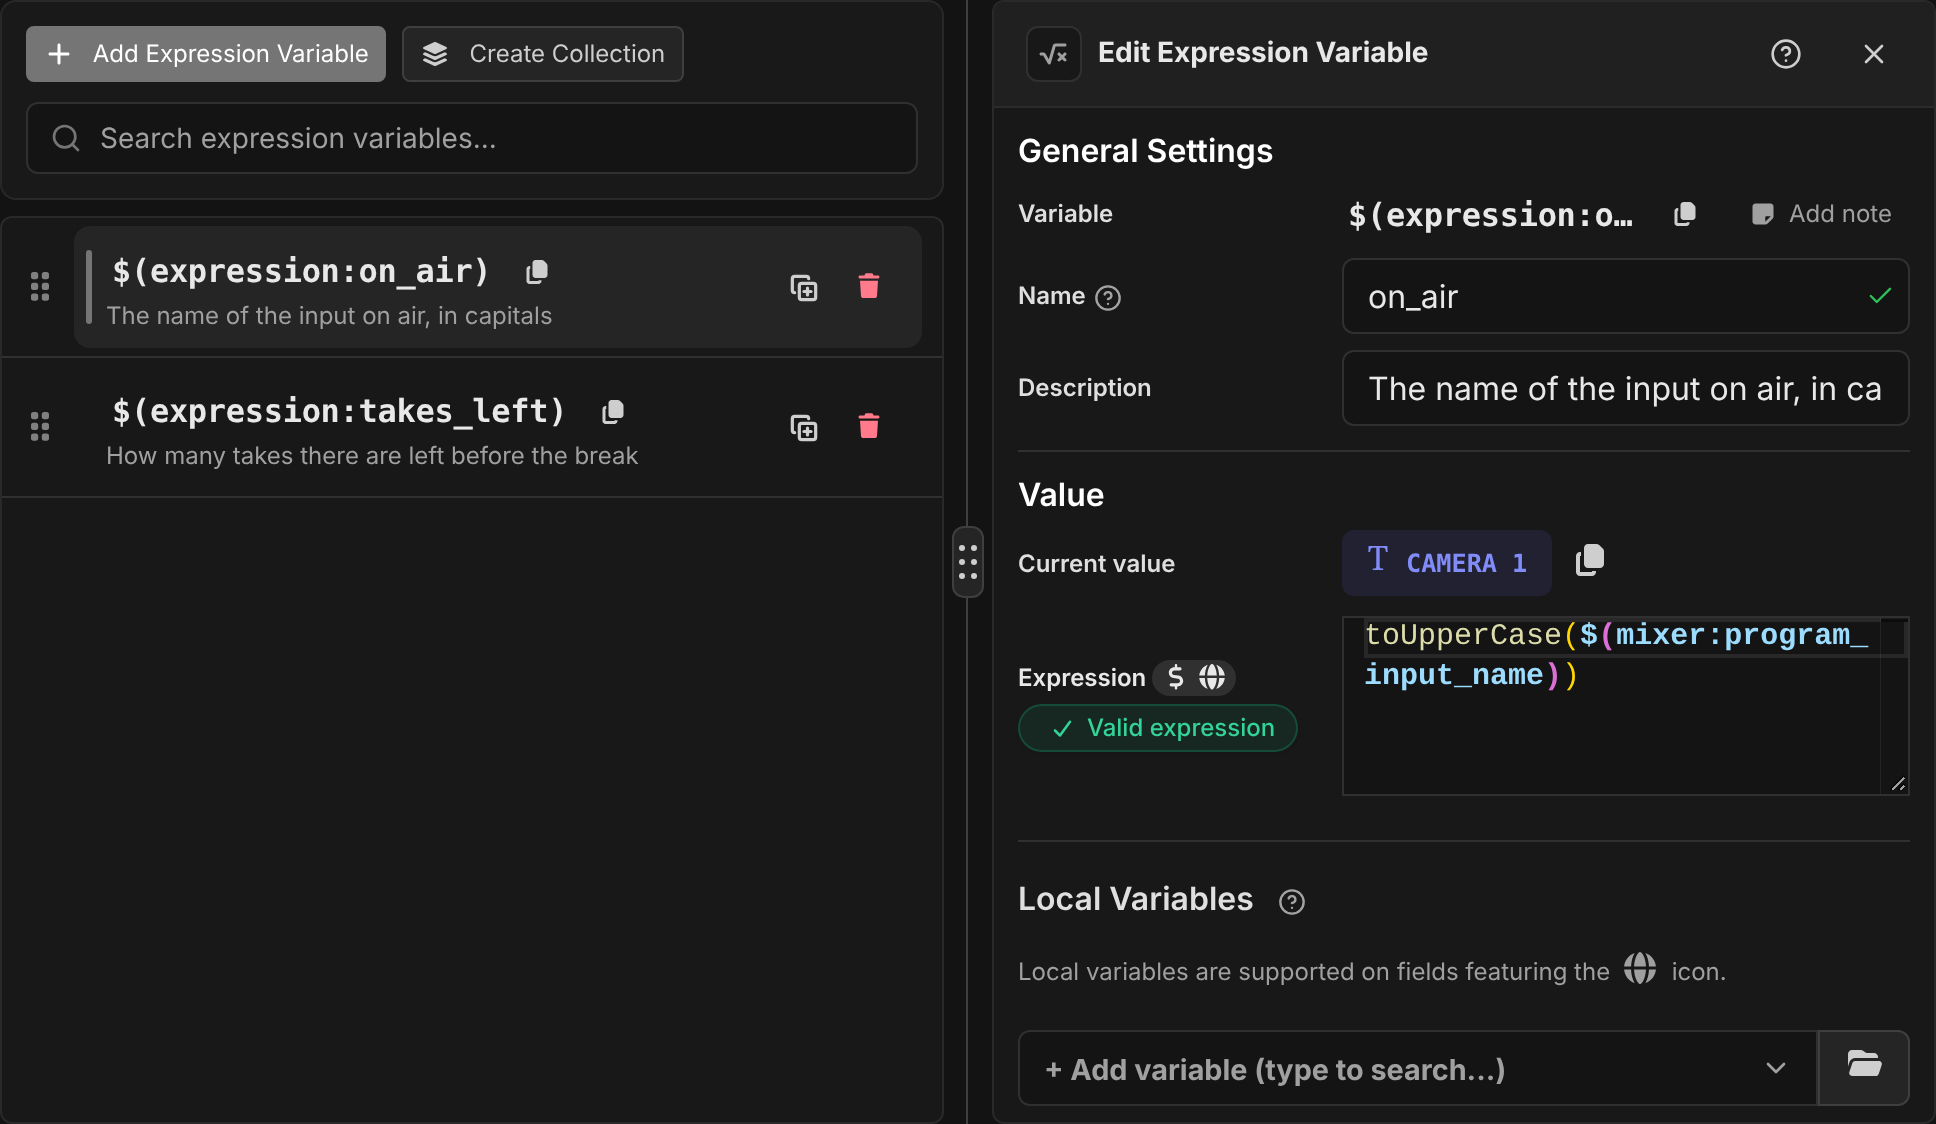 Add Expression Variable
Create Collection
Search expression variables...
$(expression:on_air)
The name of the input on air, in capitals
$(expression:takes_left)
How many takes there are left before the break
Edit Expression Variable
General Settings
Variable
$(expression:o…
Add note
Name
on_air
Description
The name of the input on air, in ca
Value
Current value
T CAMERA 1
Expression
$
Valid expression
toUpperCase($(mixer:program_
input_name))
Local Variables
Local variables are supported on fields featuring the icon.
+ Add variable (type to search...)